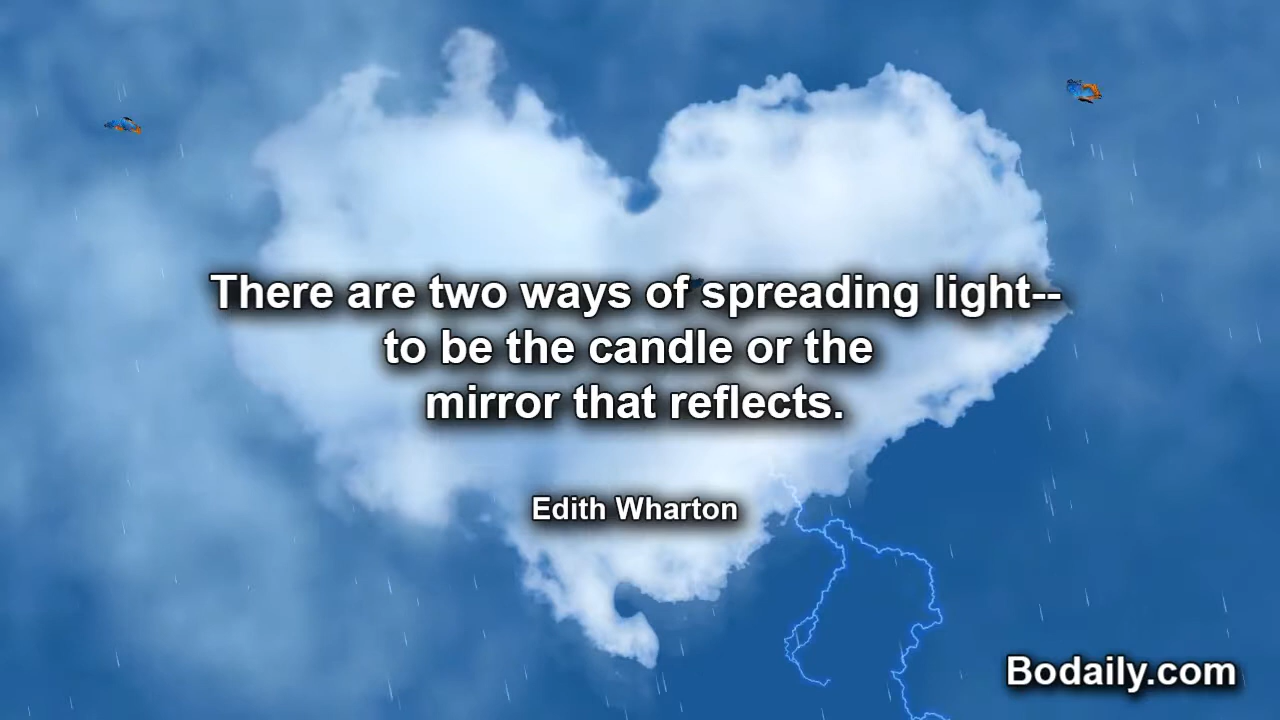 There are two ways of spreading light--
to be the candle or the
mirror that reflects.
Edith Wharton
Bodaily.com